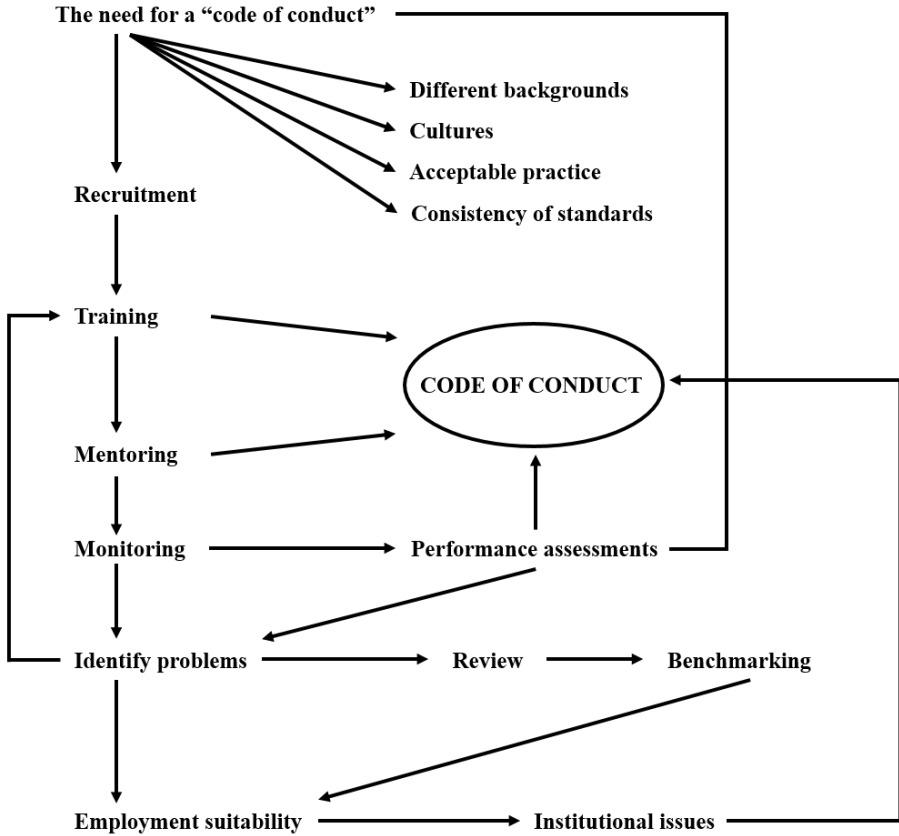 The need for a “code of conduct”
Different backgrounds
Cultures
Acceptable practice
Recruitment
Consistency of standards
Training
CODE OF CONDUCT
Mentoring
Monitoring
Performance assessments
Identify problems
Review
Benchmarking
Employment suitability
Institutional issues